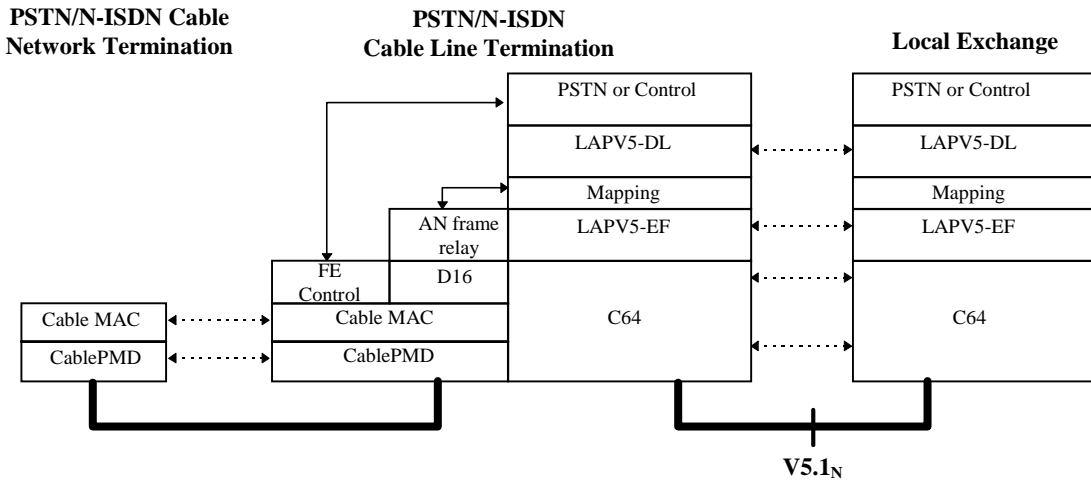 PSTN/N-ISDN Cable
Network Termination
PSTN/N-ISDN
Cable Line Termination
Local Exchange
PSTN or Control
PSTN or Control
LAPV5-DL
LAPV5-DL
Mapping
Mapping
AN frame
relay
LAPV5-EF
LAPV5-EF
FE
Control
D16
C64
C64
Cable MAC
Cable MAC
CablePMD
CablePMD
V5.1N